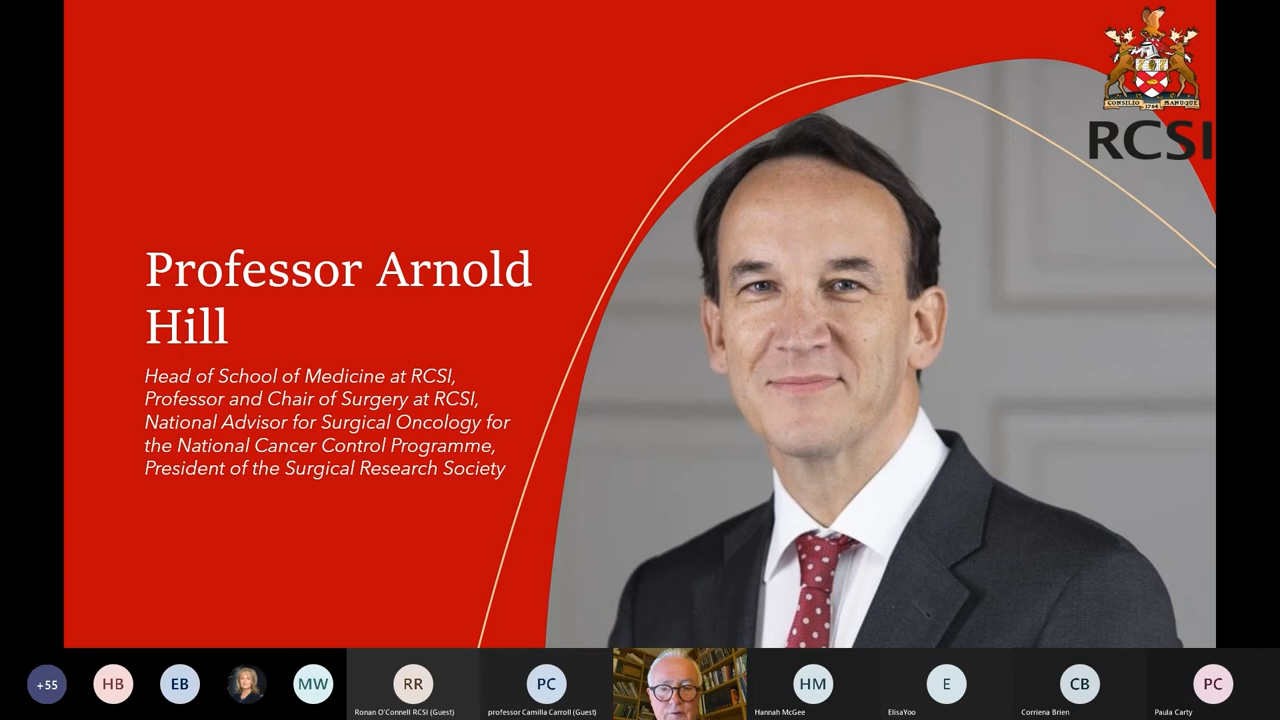 CONSILIO 1784 MANUQUE
RCSI
Professor Arnold
Hill
Head of School of Medicine at RCSI,
Professor and Chair of Surgery at RCSI,
National Advisor for Surgical Oncology for
the National Cancer Control Programme,
President of the Surgical Research Society
+55
HB
EB
MW
RR
Ronan O'Connell RCSI (Guest)
PC
professor Camilla Carroll (Guest)
HM
Hannah McGee
E
ElisaYoo
CB
Corriena Brien
PC
Paula Carty